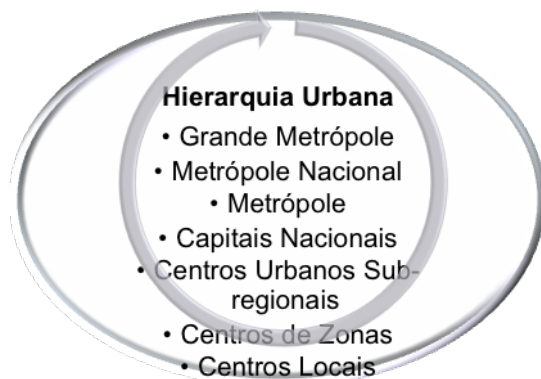 Hierarquia Urbana
• Grande Metrópole
• Metrópole Nacional
• Metrópole
• Capitais Nacionais
• Centros Urbanos Sub-
regionais
• Centros de Zonas
• Centros Locais